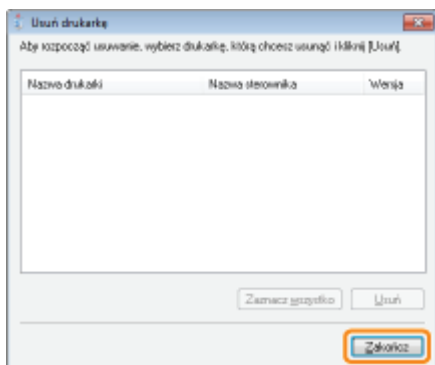 Usuń drukarkę
Aby rozpocząć usuwanie, wybierz drukarkę, którą chcesz usunąć i kliknij [Usuń].
Nazwa drukarki Nazwa sterownika Wersja
Zaznacz wszystko Usuń
Zakończ